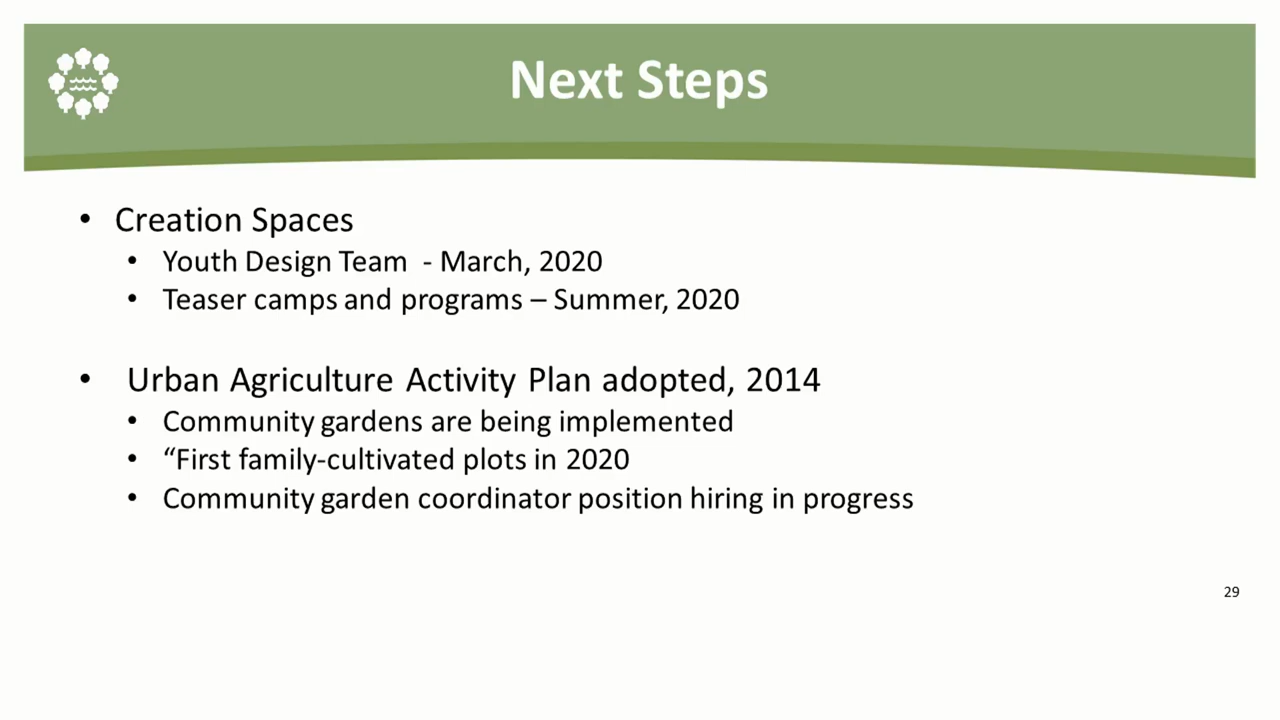 Next Steps
• Creation Spaces
• Youth Design Team - March, 2020
• Teaser camps and programs – Summer, 2020
• Urban Agriculture Activity Plan adopted, 2014
• Community gardens are being implemented
• “First family-cultivated plots in 2020
• Community garden coordinator position hiring in progress
29